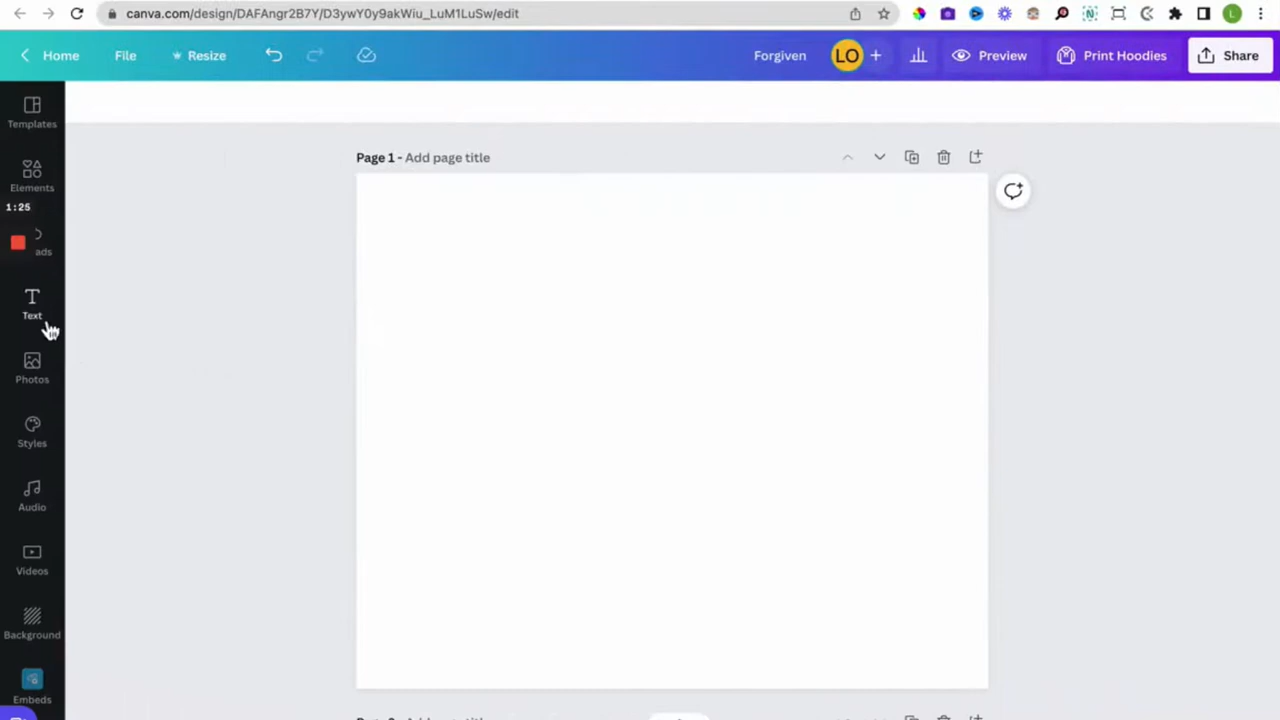 canva.com/design/DAFAngr2B7Y/D3ywY0y9akWiu_LuM1LuSw/edit
L
Home
File
Resize
Forgiven
LO
Preview
Print Hoodies
Share
Templates
Page 1 - Add page title
Elements
1:25
ads
Text
Photos
Styles
Audio
Videos
Background
Embeds